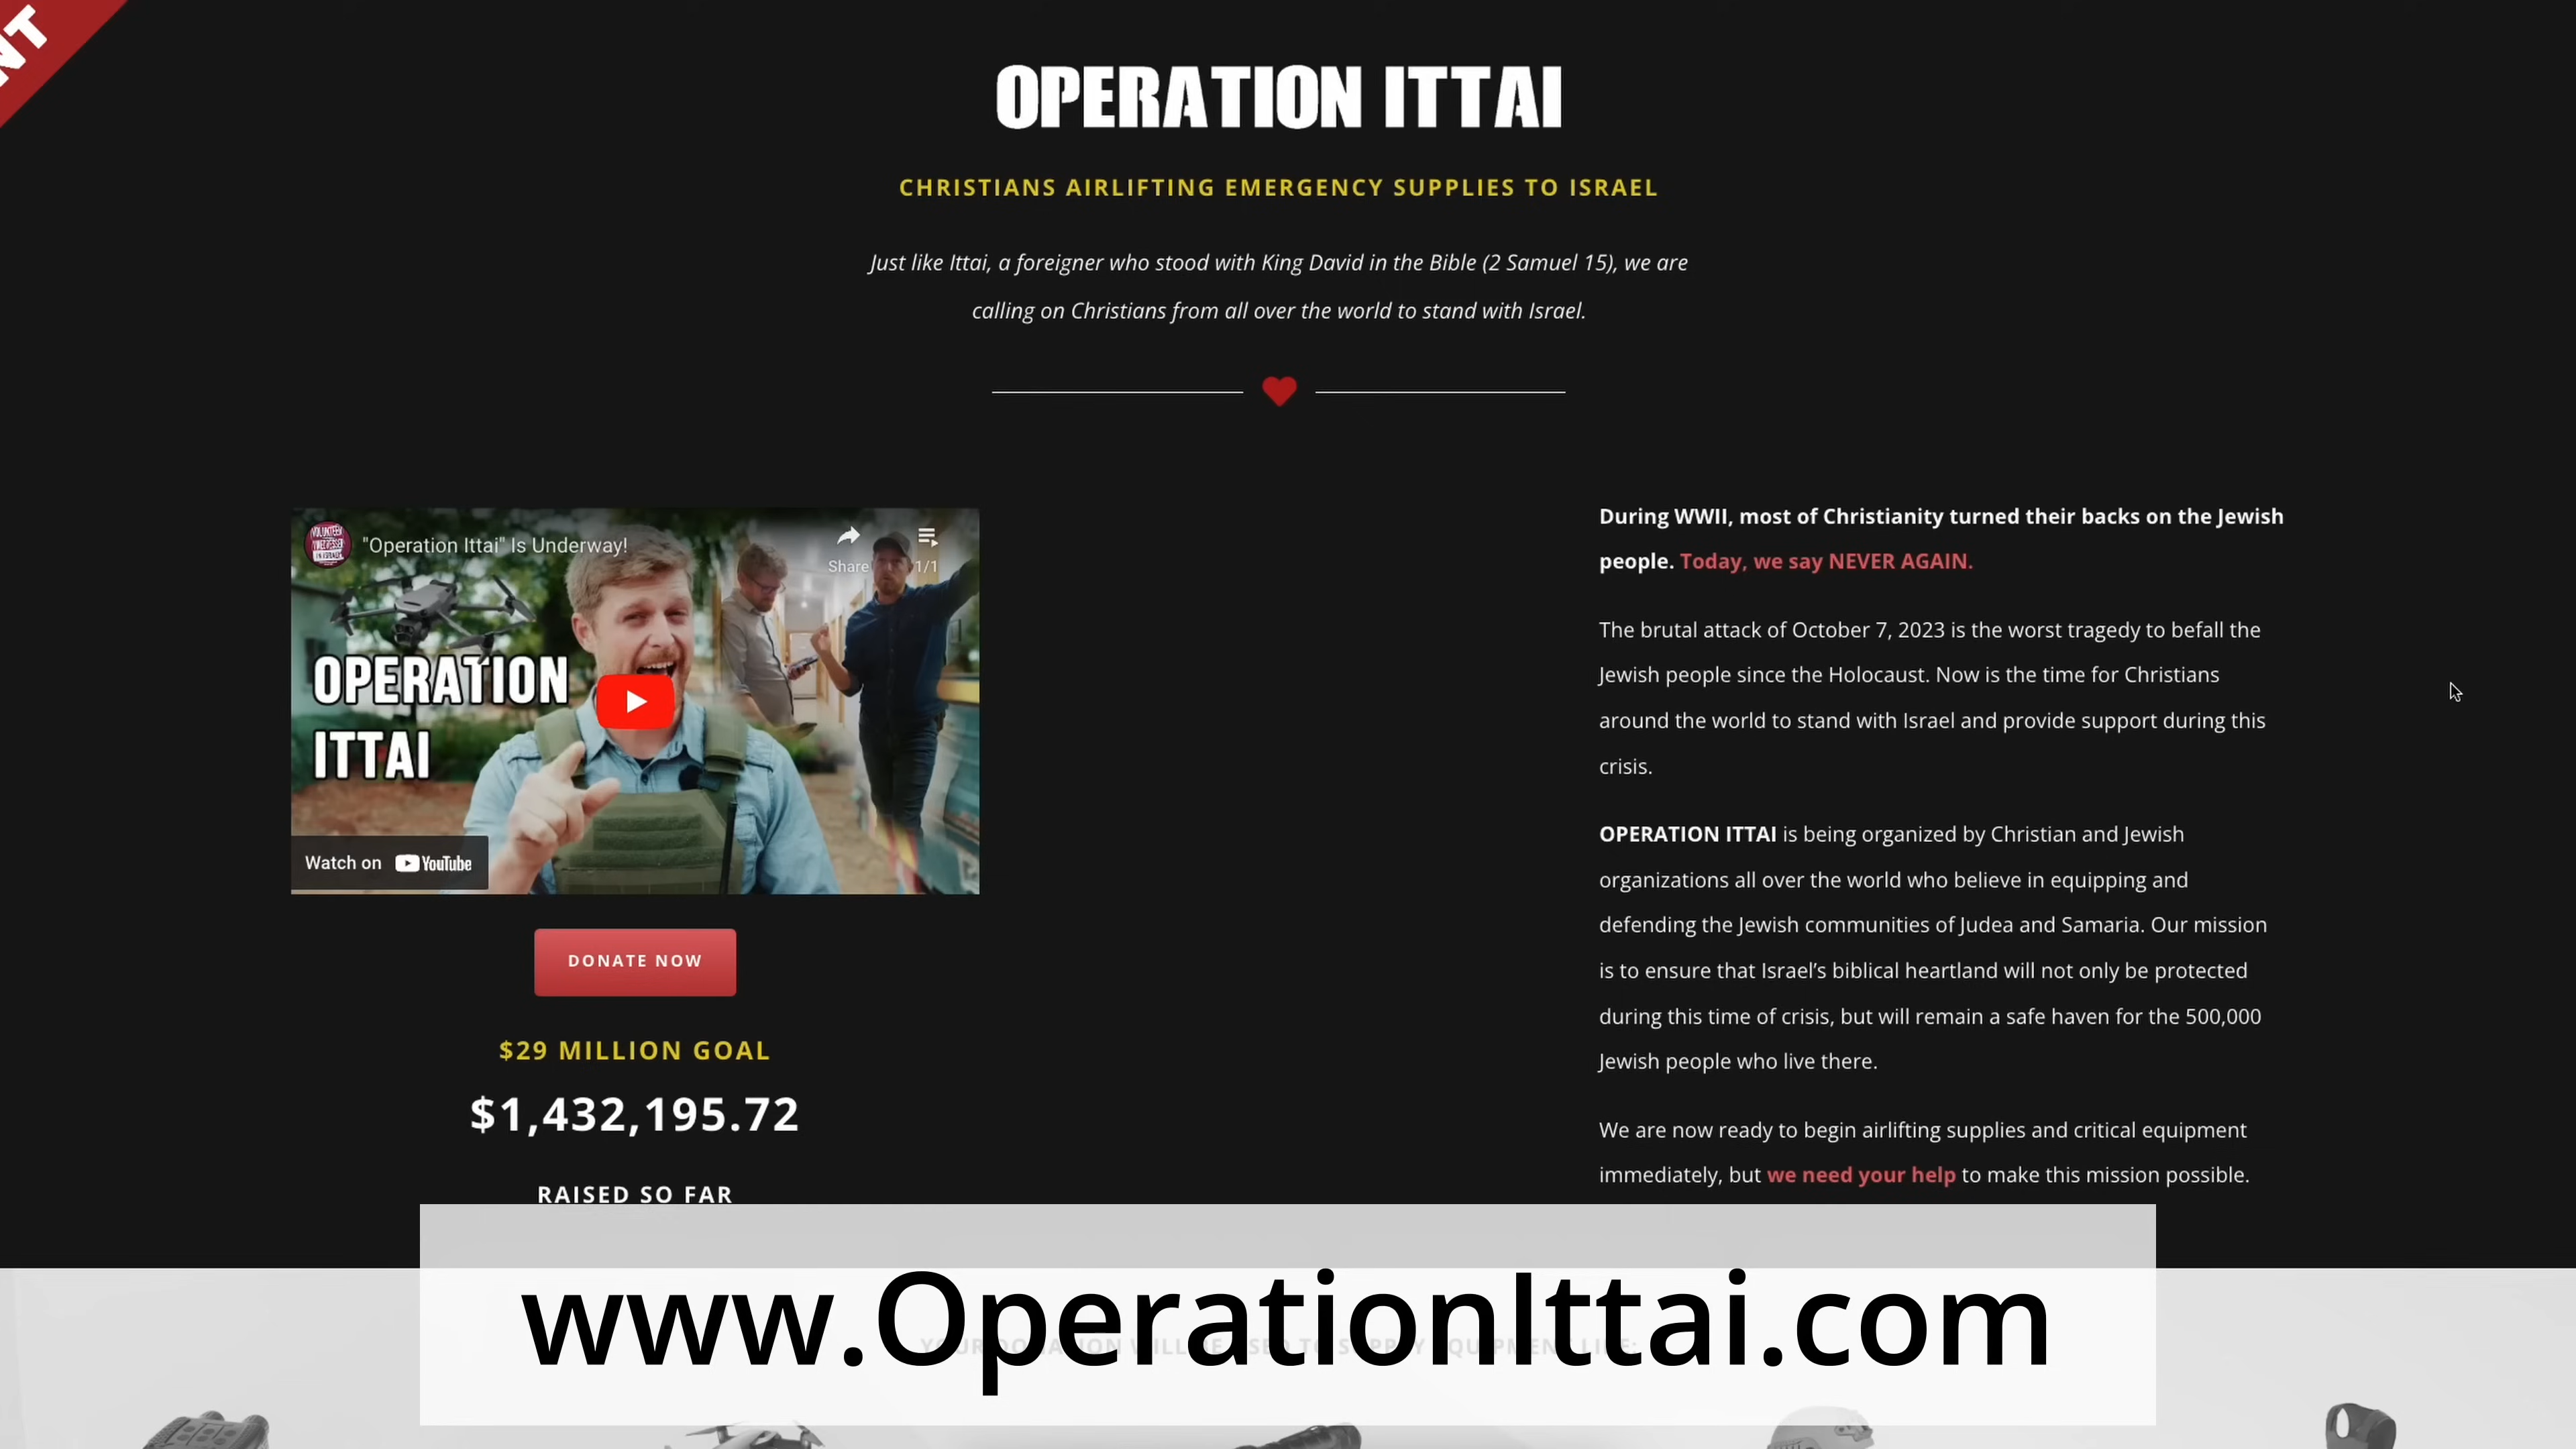 NT
OPERATION ITTAI
CHRISTIANS AIRLIFTING EMERGENCY SUPPLIES TO ISRAEL
Just like Ittai, a foreigner who stood with King David in the Bible (2 Samuel 15), we are
calling on Christians from all over the world to stand with Israel.
"Operation Ittai" Is Underway!
Share
1/1
OPERATION
ITTAI
Watch on YouTube
DONATE NOW
$29 MILLION GOAL
$1,432,195.72
RAISED SO FAR
During WWII, most of Christianity turned their backs on the Jewish
people. Today, we say NEVER AGAIN.
The brutal attack of October 7, 2023 is the worst tragedy to befall the
Jewish people since the Holocaust. Now is the time for Christians
around the world to stand with Israel and provide support during this
crisis.
OPERATION ITTAI is being organized by Christian and Jewish
organizations all over the world who believe in equipping and
defending the Jewish communities of Judea and Samaria. Our mission
is to ensure that Israel’s biblical heartland will not only be protected
during this time of crisis, but will remain a safe haven for the 500,000
Jewish people who live there.
We are now ready to begin airlifting supplies and critical equipment
immediately, but we need your help to make this mission possible.
www.OperationIttai.com